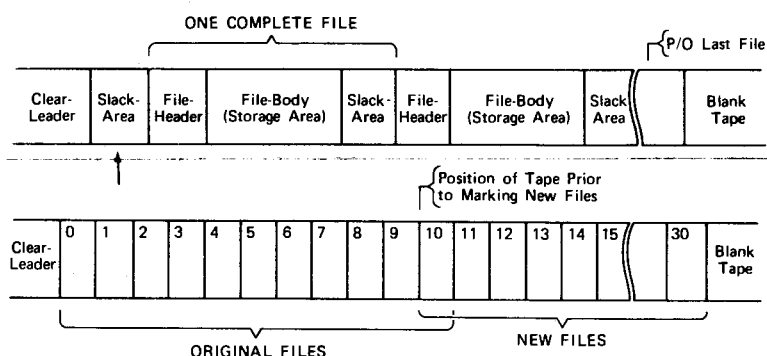 ONE COMPLETE FILE
P/O Last File
Clear-
Leader
Slack-
Area
File-
Header
File-Body
(Storage Area)
Slack-
Area
File-
Header
File-Body
(Storage Area)
Slack
Area
Blank
Tape
Position of Tape Prior
to Marking New Files
Clear-
Leader
0 1 2 3 4 5 6 7 8 9 10 11 12 13 14 15 30
Blank
Tape
ORIGINAL FILES
NEW FILES